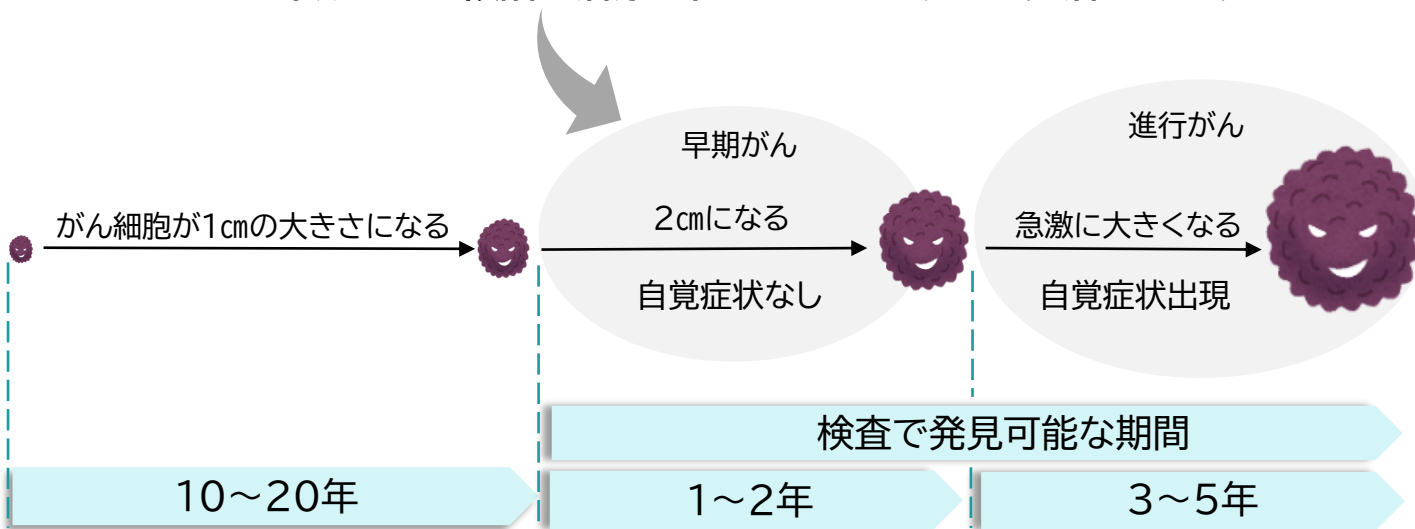 早期がん
進行がん
がん細胞が1㎝の大きさになる
2㎝になる
急激に大きくなる
自覚症状なし
自覚症状出現
検査で発見可能な期間
10～20年
1～2年
3～5年